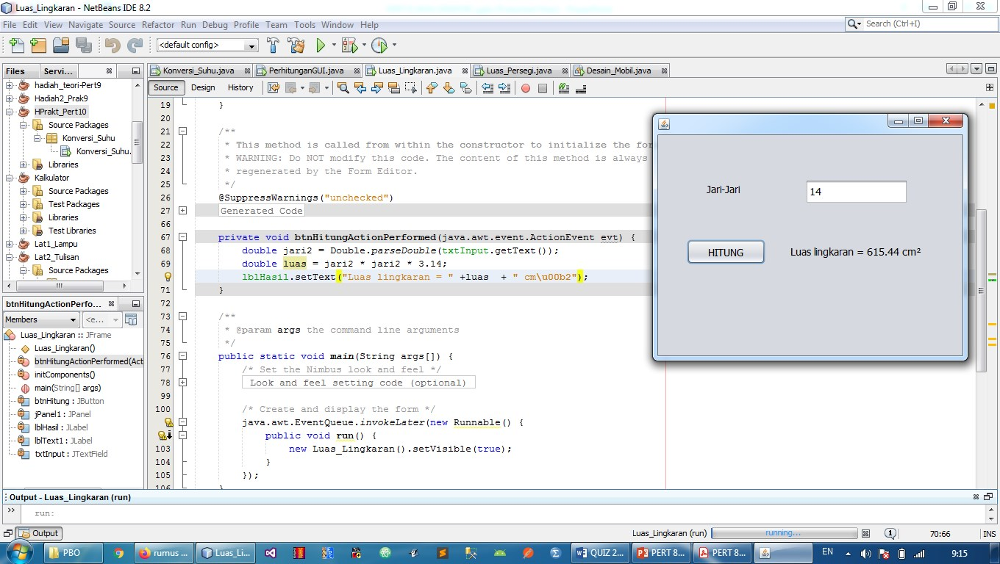 Luas_Lingkaran - NetBeans IDE 8.2
File Edit View Navigate Source Refactor Run Debug Profile Team Tools Window Help
Search (Ctrl+I)
<default config>
Files Servi...
Konversi_Suhu.java PerhitunganGUI.java Luas_Lingkaran.java Luas_Persegi.java Desain_Mobil.java
Source Design History
hadiah_teori-Pert9
Hadiah2_Prak9
HPrakt_Pert10
Source Packages
Konversi_Suhu
Konversi_Suhu.
Libraries
Kalkulator
Source Packages
Test Packages
Libraries
Test Libraries
Lat1_Lampu
Lat2_Tulisan
Source Packages
btnHitungActionPerfo...
Members <e...
Luas_Lingkaran :: JFrame
Luas_Lingkaran()
btnHitungActionPerformed(Act
initComponents()
main(String[] args)
btnHitung : JButton
jPanel1 : JPanel
lblHasil : JLabel
lblText1 : JLabel
txtInput : JTextField
19 }
20
21 /**
22 * This method is called from within the constructor to initialize the for
23 * WARNING: Do NOT modify this code. The content of this method is always
24 * regenerated by the Form Editor.
25 */
26 @SuppressWarnings("unchecked")
27 Generated Code
66
67 private void btnHitungActionPerformed(java.awt.event.ActionEvent evt) {
68 double jari2 = Double.parseDouble(txtInput.getText());
69 double luas = jari2 * jari2 * 3.14;
lblHasil.setText("Luas lingkaran = " +luas  + " cm\u00b2");
71 }
72
73 /**
74 * @param args the command line arguments
75 */
76 public static void main(String args[]) {
77 /* Set the Nimbus look and feel */
78 Look and feel setting code (optional)
99
100 /* Create and display the form */
java.awt.EventQueue.invokeLater(new Runnable() {
public void run() {
103 new Luas_Lingkaran().setVisible(true);
104 }
105 });
106 }
Jari-Jari 14
HITUNG Luas lingkaran = 615.44 cm²
Output - Luas_Lingkaran (run)
run:
Output
Luas_Lingkaran (run) running... 1 70:66 INS
PBO rumus ... Luas_Li... QUIZ 2... PERT 8... PERT 8... EN 9:15